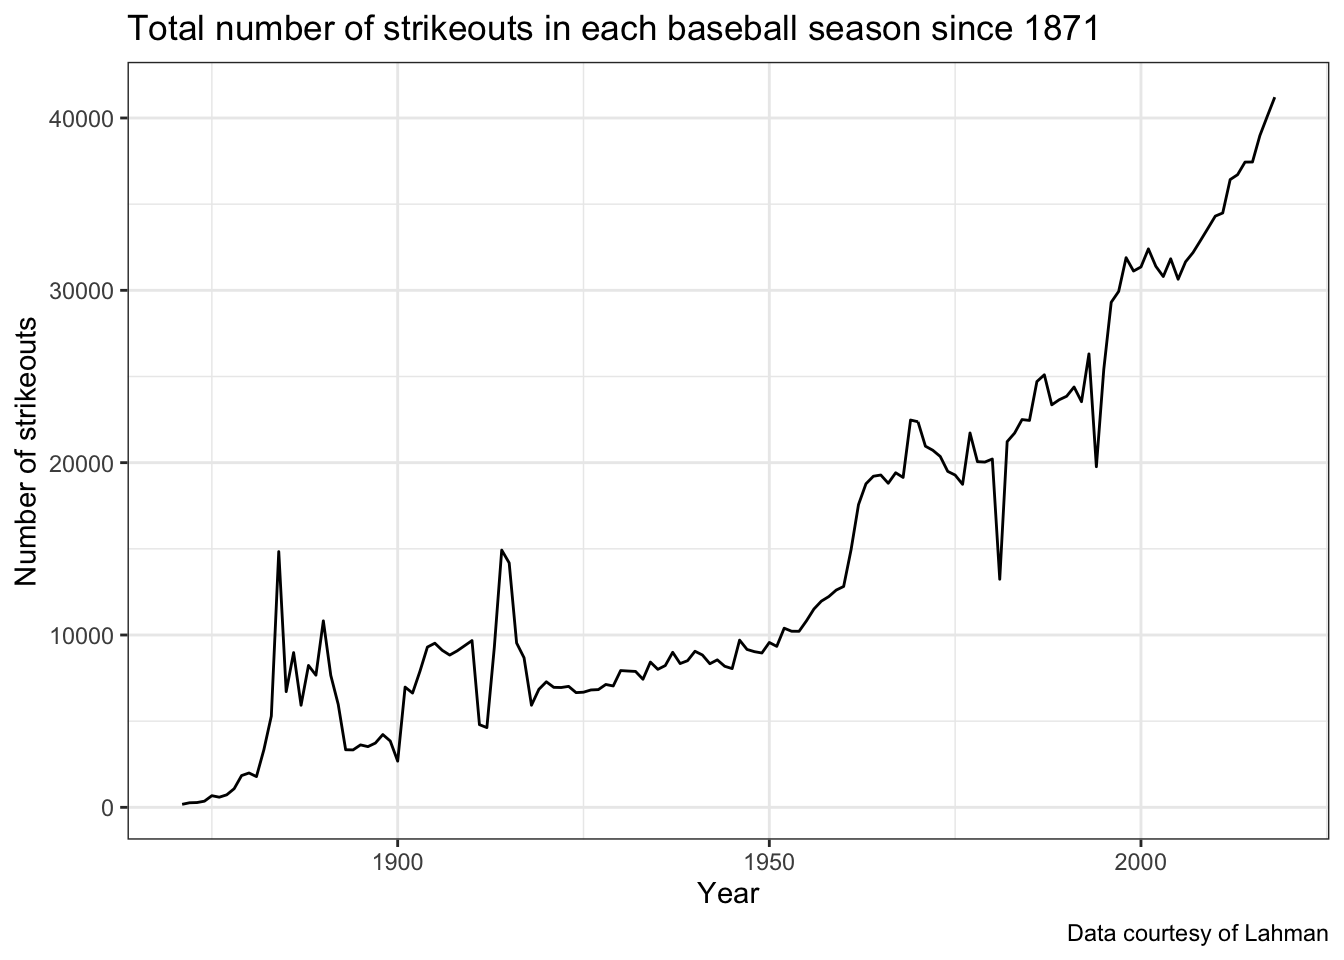 Total number of strikeouts in each baseball season since 1871
40000
30000
20000
10000
0
Number of strikeouts
1900
1950
2000
Year
Data courtesy of Lahman